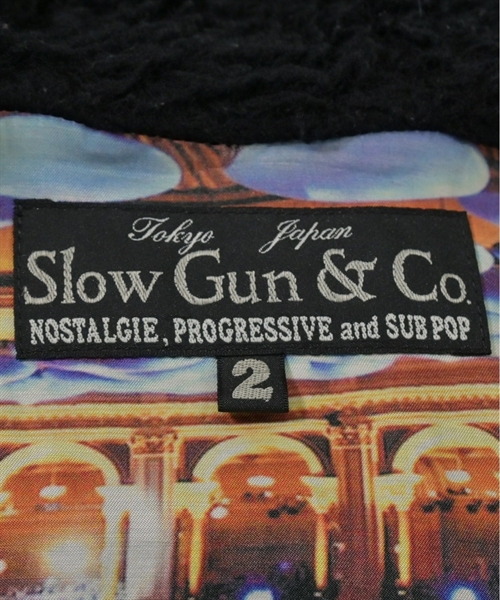 Tokyo Japan
Slow Gun & Co.
NOSTALGIE, PROGRESSIVE and SUB POP
2